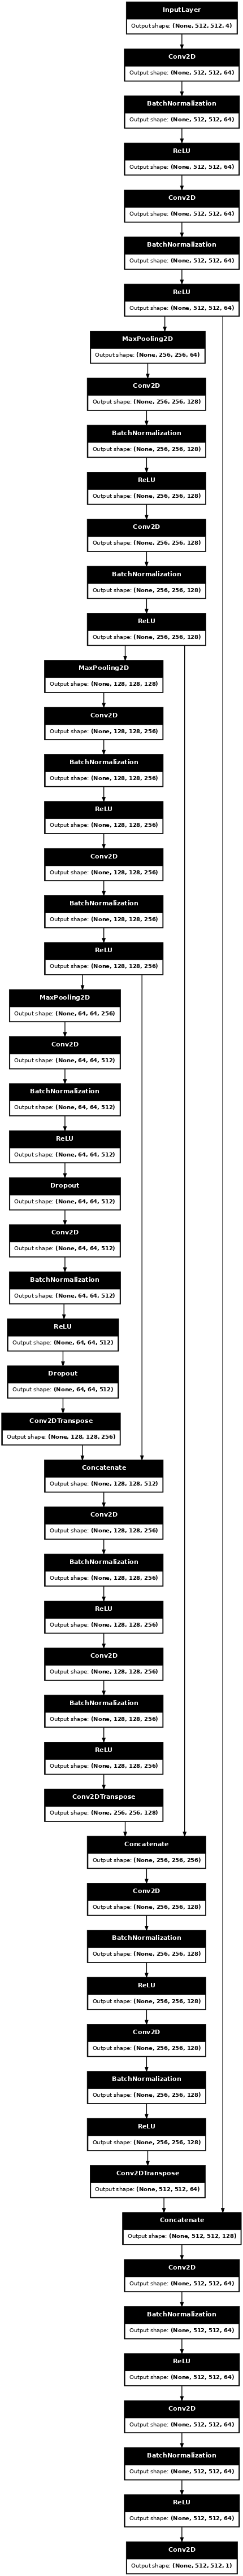 InputLayer
Output shape: (None, 512, 512, 4)
Conv2D
Output shape: (None, 512, 512, 64)
BatchNormalization
Output shape: (None, 512, 512, 64)
ReLU
Output shape: (None, 512, 512, 64)
Conv2D
Output shape: (None, 512, 512, 64)
BatchNormalization
Output shape: (None, 512, 512, 64)
ReLU
Output shape: (None, 512, 512, 64)
MaxPooling2D
Output shape: (None, 256, 256, 64)
Conv2D
Output shape: (None, 256, 256, 128)
BatchNormalization
Output shape: (None, 256, 256, 128)
ReLU
Output shape: (None, 256, 256, 128)
Conv2D
Output shape: (None, 256, 256, 128)
BatchNormalization
Output shape: (None, 256, 256, 128)
ReLU
Output shape: (None, 256, 256, 128)
MaxPooling2D
Output shape: (None, 128, 128, 128)
Conv2D
Output shape: (None, 128, 128, 256)
BatchNormalization
Output shape: (None, 128, 128, 256)
ReLU
Output shape: (None, 128, 128, 256)
Conv2D
Output shape: (None, 128, 128, 256)
BatchNormalization
Output shape: (None, 128, 128, 256)
ReLU
Output shape: (None, 128, 128, 256)
MaxPooling2D
Output shape: (None, 64, 64, 256)
Conv2D
Output shape: (None, 64, 64, 512)
BatchNormalization
Output shape: (None, 64, 64, 512)
ReLU
Output shape: (None, 64, 64, 512)
Dropout
Output shape: (None, 64, 64, 512)
Conv2D
Output shape: (None, 64, 64, 512)
BatchNormalization
Output shape: (None, 64, 64, 512)
ReLU
Output shape: (None, 64, 64, 512)
Dropout
Output shape: (None, 64, 64, 512)
Conv2DTranspose
Output shape: (None, 128, 128, 256)
Concatenate
Output shape: (None, 128, 128, 512)
Conv2D
Output shape: (None, 128, 128, 256)
BatchNormalization
Output shape: (None, 128, 128, 256)
ReLU
Output shape: (None, 128, 128, 256)
Conv2D
Output shape: (None, 128, 128, 256)
BatchNormalization
Output shape: (None, 128, 128, 256)
ReLU
Output shape: (None, 128, 128, 256)
Conv2DTranspose
Output shape: (None, 256, 256, 128)
Concatenate
Output shape: (None, 256, 256, 256)
Conv2D
Output shape: (None, 256, 256, 128)
BatchNormalization
Output shape: (None, 256, 256, 128)
ReLU
Output shape: (None, 256, 256, 128)
Conv2D
Output shape: (None, 256, 256, 128)
BatchNormalization
Output shape: (None, 256, 256, 128)
ReLU
Output shape: (None, 256, 256, 128)
Conv2DTranspose
Output shape: (None, 512, 512, 64)
Concatenate
Output shape: (None, 512, 512, 128)
Conv2D
Output shape: (None, 512, 512, 64)
BatchNormalization
Output shape: (None, 512, 512, 64)
ReLU
Output shape: (None, 512, 512, 64)
Conv2D
Output shape: (None, 512, 512, 64)
BatchNormalization
Output shape: (None, 512, 512, 64)
ReLU
Output shape: (None, 512, 512, 64)
Conv2D
Output shape: (None, 512, 512, 1)